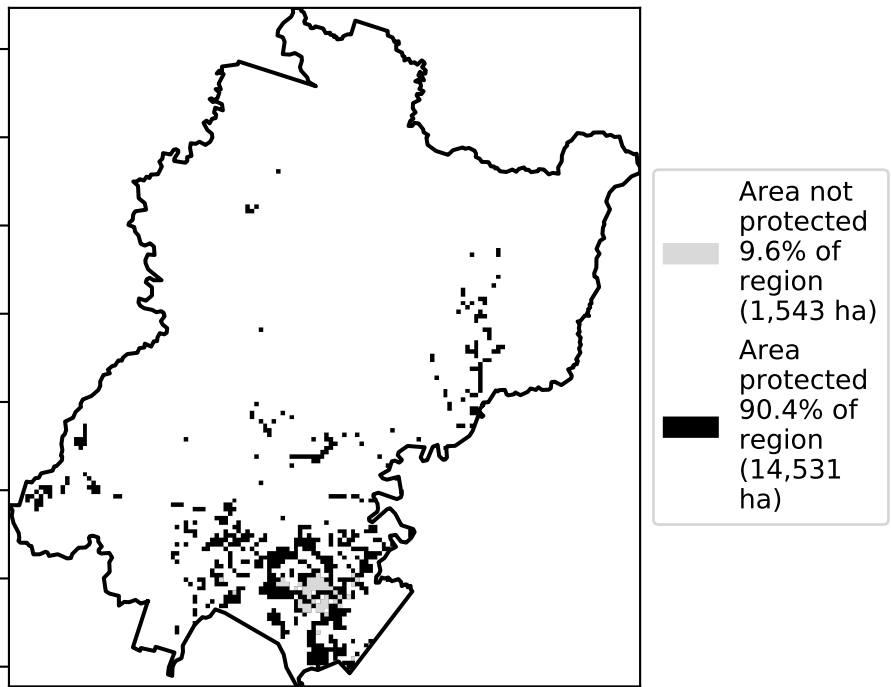 Area not
protected
9.6% of
region
(1,543 ha)
Area
protected
90.4% of
region
(14,531
ha)